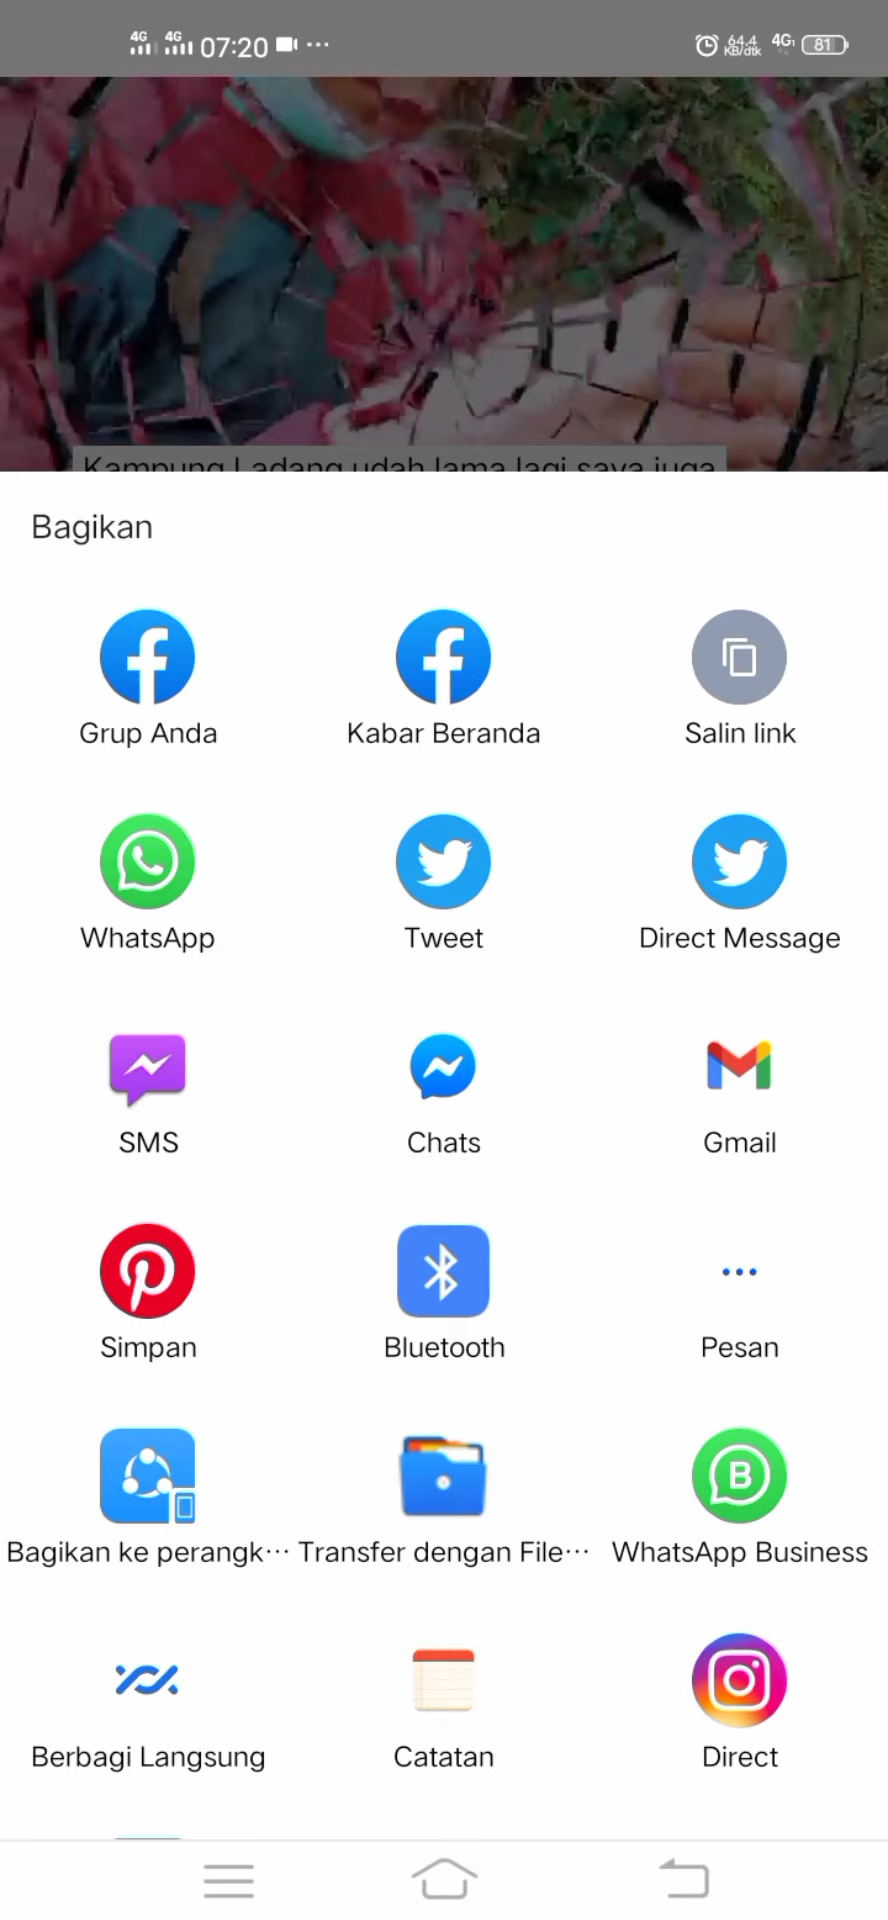 4G 4G 07:20 ...
64,4 KB/dtk 4G 81
Kampung Ladang udah lama lagi saya juga
Bagikan
Grup Anda Kabar Beranda Salin link
WhatsApp Tweet Direct Message
SMS Chats Gmail
Simpan Bluetooth Pesan
Bagikan ke perangk... Transfer dengan File... WhatsApp Business
Berbagi Langsung Catatan Direct